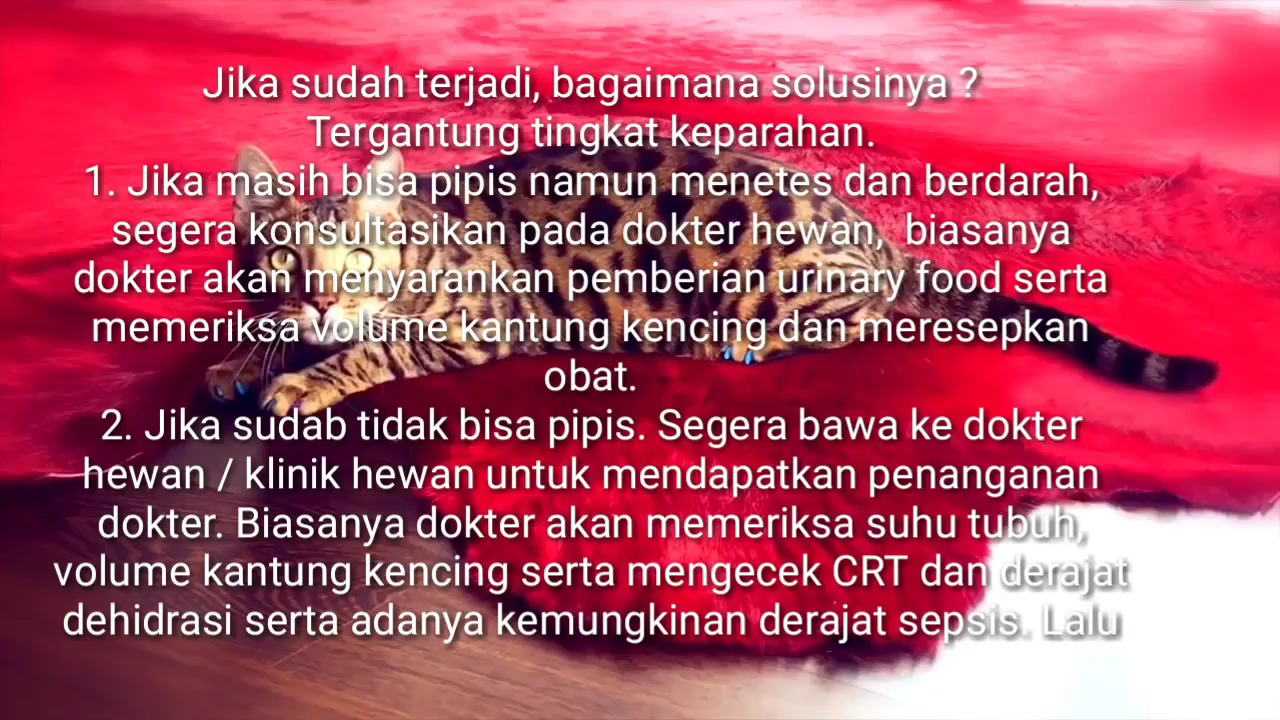 Jika sudah terjadi, bagaimana solusinya ?
Tergantung tingkat keparahan.
1. Jika masih bisa pipis namun menetes dan berdarah,
segera konsultasikan pada dokter hewan, biasanya
dokter akan menyarankan pemberian urinary food serta
memeriksa volume kantung kencing dan meresepkan
obat.
2. Jika sudab tidak bisa pipis. Segera bawa ke dokter
hewan / klinik hewan untuk mendapatkan penanganan
dokter. Biasanya dokter akan memeriksa suhu tubuh,
volume kantung kencing serta mengecek CRT dan derajat
dehidrasi serta adanya kemungkinan derajat sepsis. Lalu